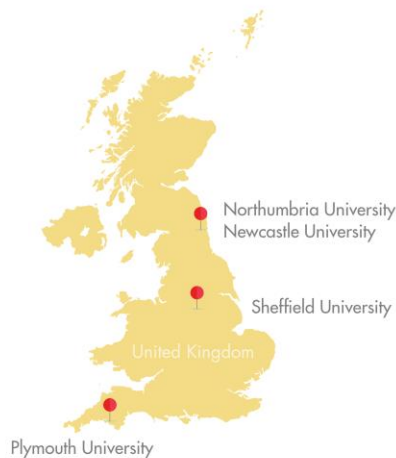 Northumbria University
Newcastle University
Sheffield University
United Kingdom
Plymouth University